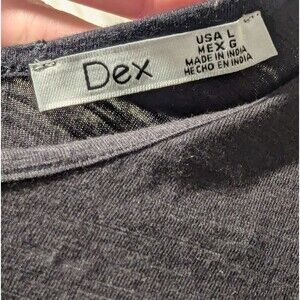 Dex
USA L
MEX G
MADE IN INDIA
HECHO EN INDIA